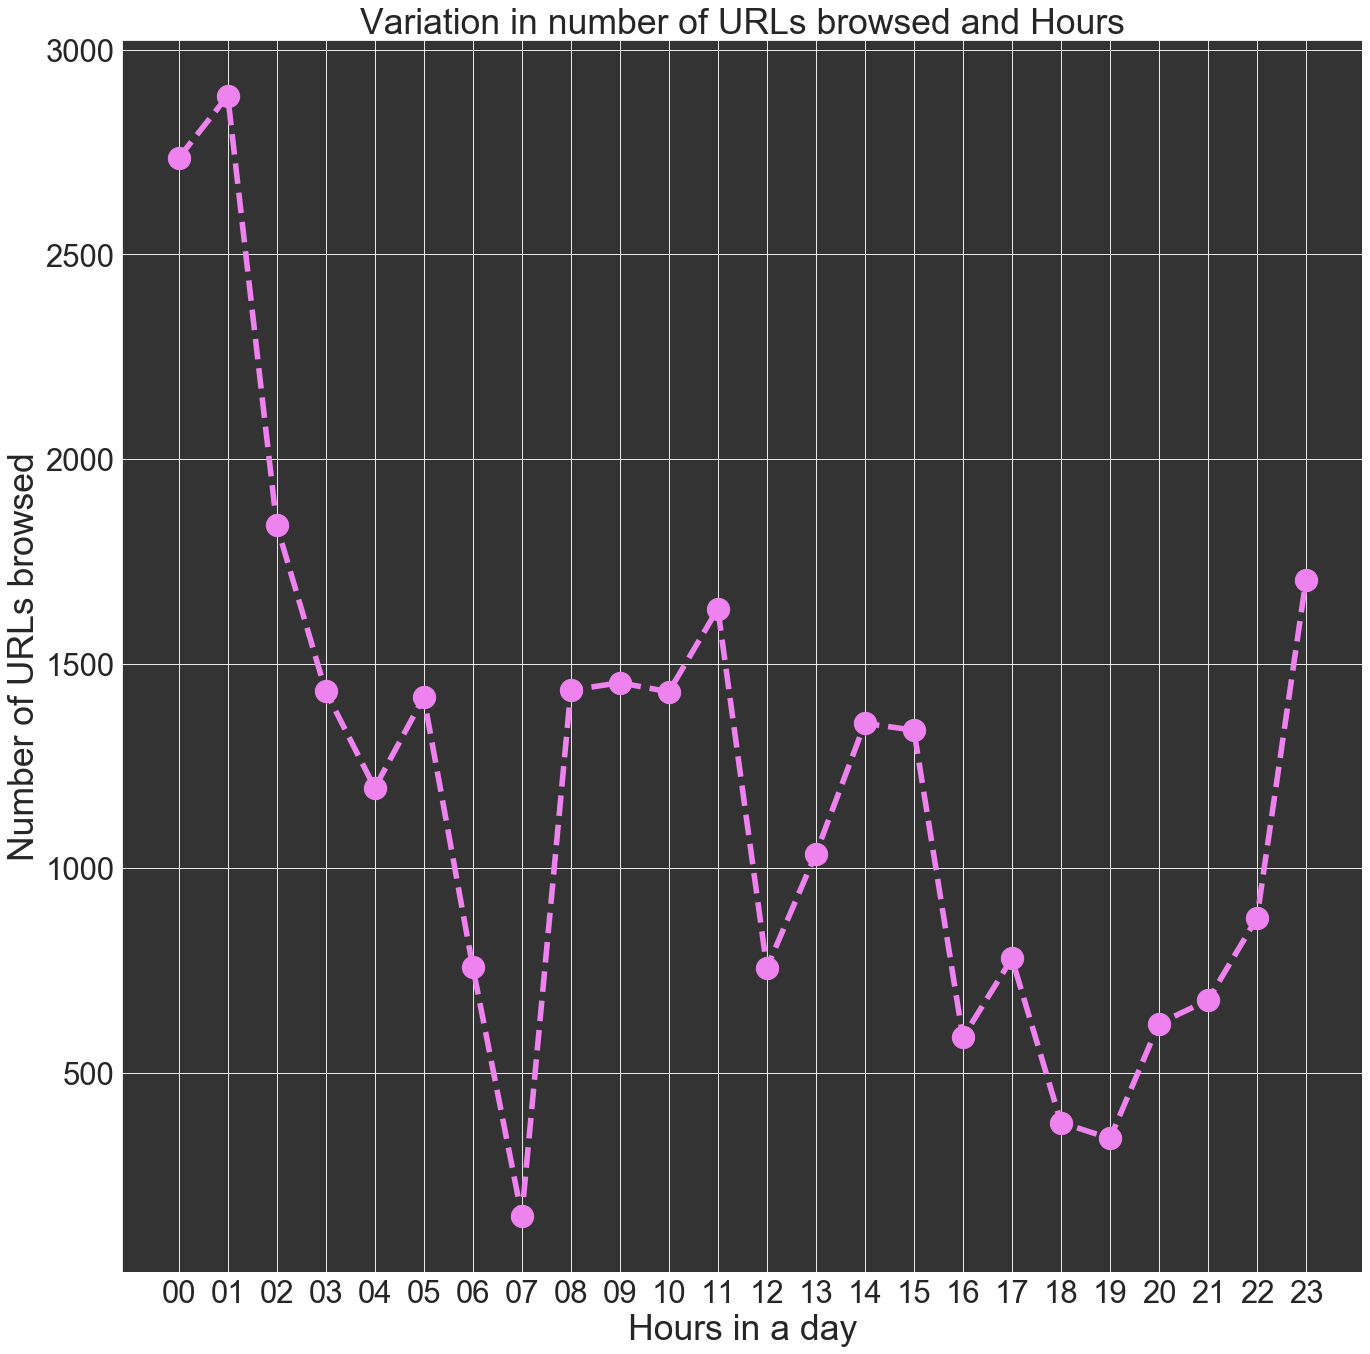 Variation in number of URLs browsed and Hours
Number of URLs browsed
3000
2500
2000
1500
1000
500
00 01 02 03 04 05 06 07 08 09 10 11 12 13 14 15 16 17 18 19 20 21 22 23
Hours in a day